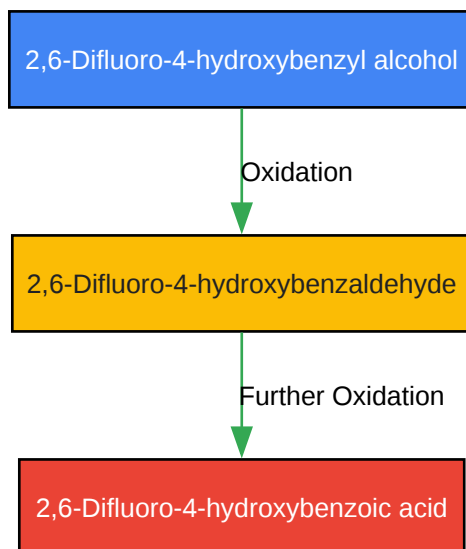 2,6-Difluoro-4-hydroxybenzyl alcohol
Oxidation
2,6-Difluoro-4-hydroxybenzaldehyde
Further Oxidation
2,6-Difluoro-4-hydroxybenzoic acid